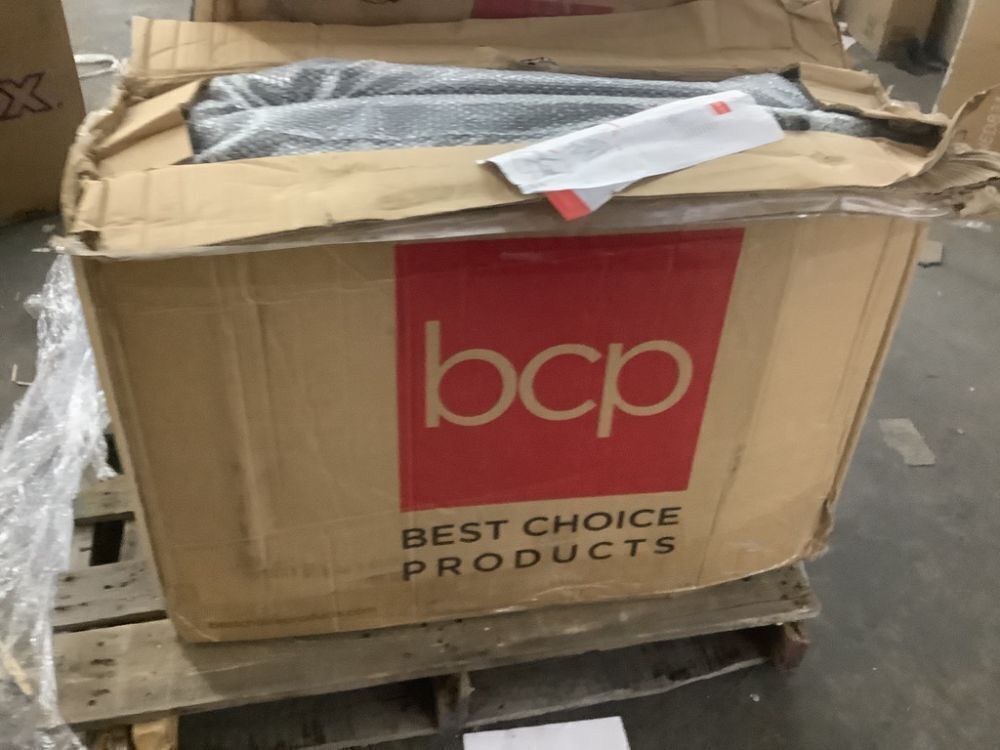 x
bcp
BEST CHOICE
PRODUCTS